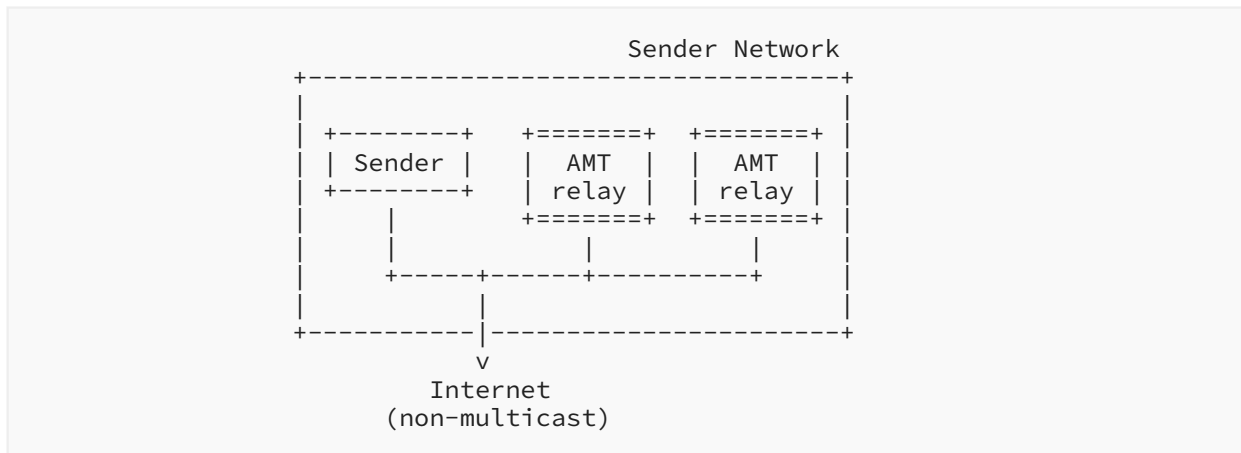 Sender Network
Sender AMT AMT
relay relay
Internet
(non-multicast)